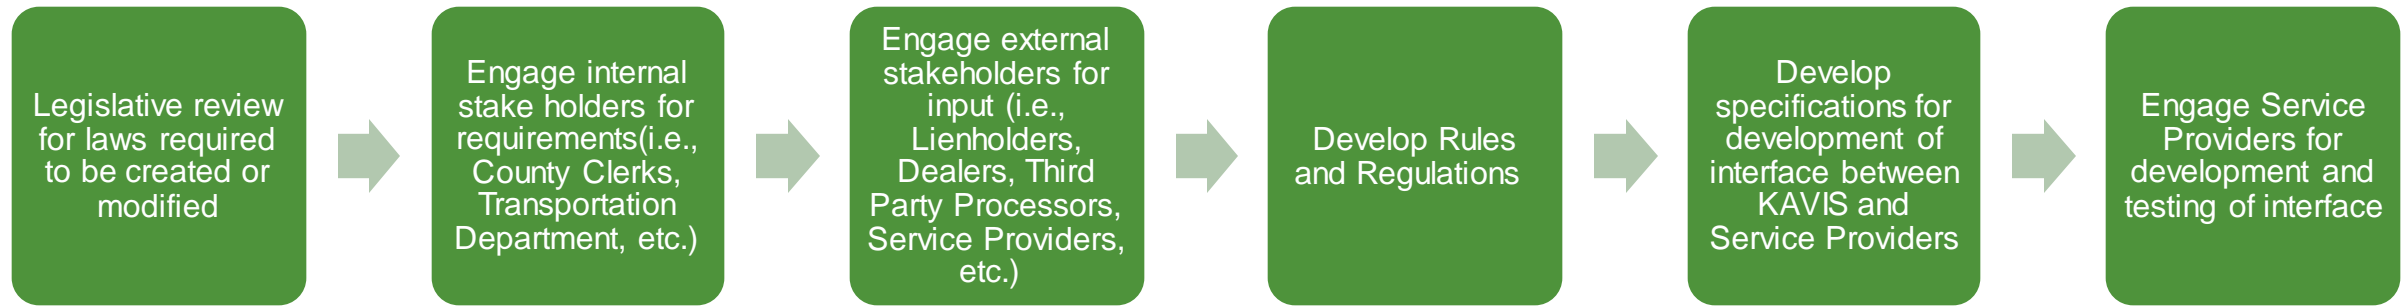 Legislative review
for laws required
to be created or
modified
Engage internal
stake holders for
requirements(i.e.,
County Clerks,
Transportation
Department, etc.)
Engage external
stakeholders for
input (i.e.,
Lienholders,
Dealers, Third
Party Processors,
Service Providers,
etc.)
Develop Rules
and Regulations
Develop
specifications for
development of
interface between
KAVIS and
Service Providers
Engage Service
Providers for
development and
testing of interface